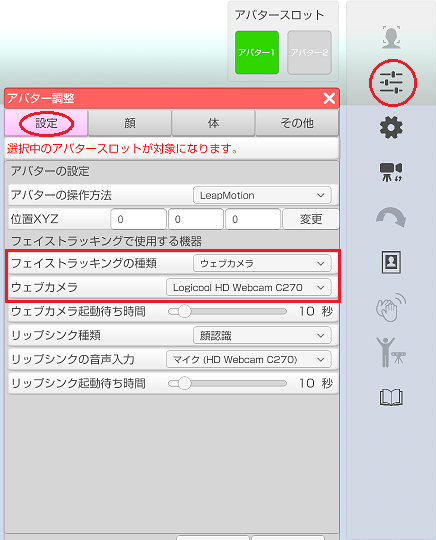 アバタースロット
アバター1 アバター2
アバター調整
設定 顔 体 その他
選択中のアバタースロットが対象になります。
アバターの設定
アバターの操作方法 LeapMotion
位置XYZ 0 0 0 変更
フェイストラッキングで使用する機器
フェイストラッキングの種類 ウェブカメラ
ウェブカメラ Logicool HD Webcam C270
ウェブカメラ起動待ち時間 10 秒
リップシンク種類 顔認識
リップシンクの音声入力 マイク (HD Webcam C270)
リップシンク起動待ち時間 10 秒